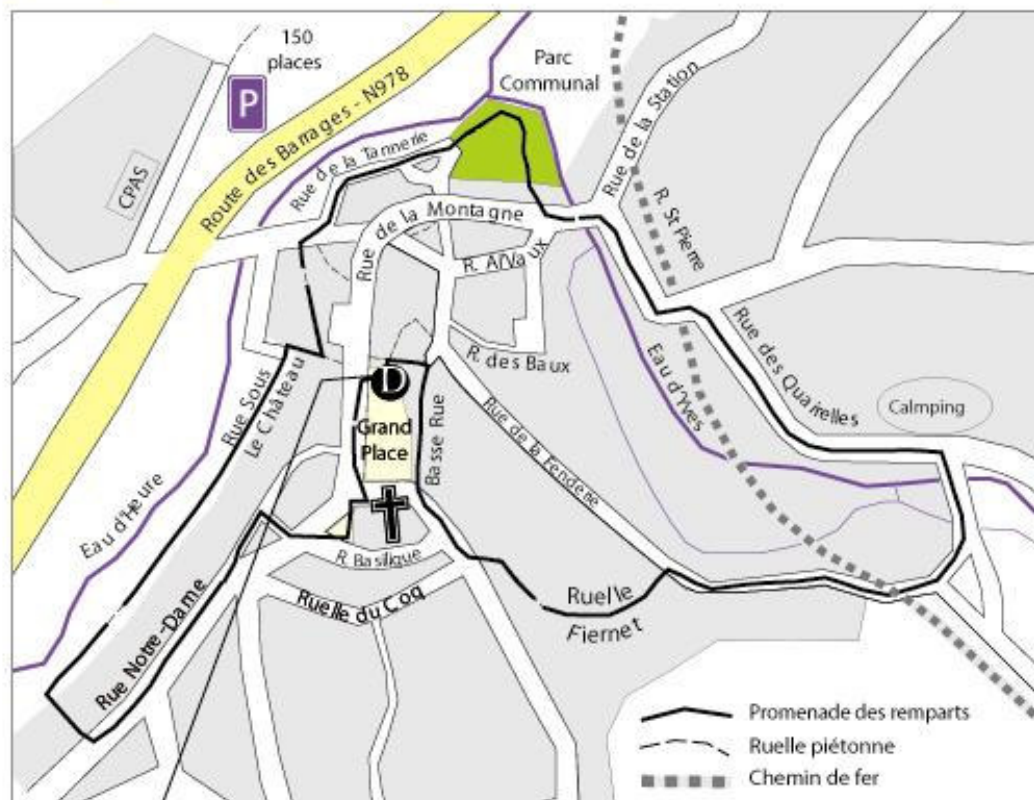 150
places
P
Parc
Communal
Route des Barrages - N978
Rue de la Station
CPAS
Rue de la Tannerie
Rue de la Montagne
R. St Pierre
R. Alvaux
R. des Baux
Rue des Quairelles
Calmping
Eau d'Yves
Rue Sous
Le Château
D
Grand
Place
Basse Rue
Rue de la Fenderie
Eau d'Heure
R. Basilique
Ruelle du Coq
Rue Notre-Dame
Ruelle
Fiernet
Promenade des remparts
Ruelle piétonne
Chemin de fer